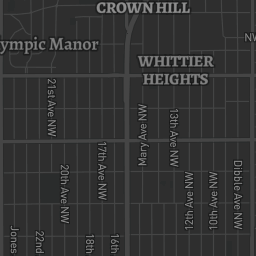 CROWN HILL
ympic Manor
NW
WHITTIER
HEIGHTS
21st Ave NW
Mary Ave NW
13th Ave NW
17th Ave NW
20th Ave NW
12th Ave NW
10th Ave NW
Dibble Ave NW
Jones
22nd
18th
16th